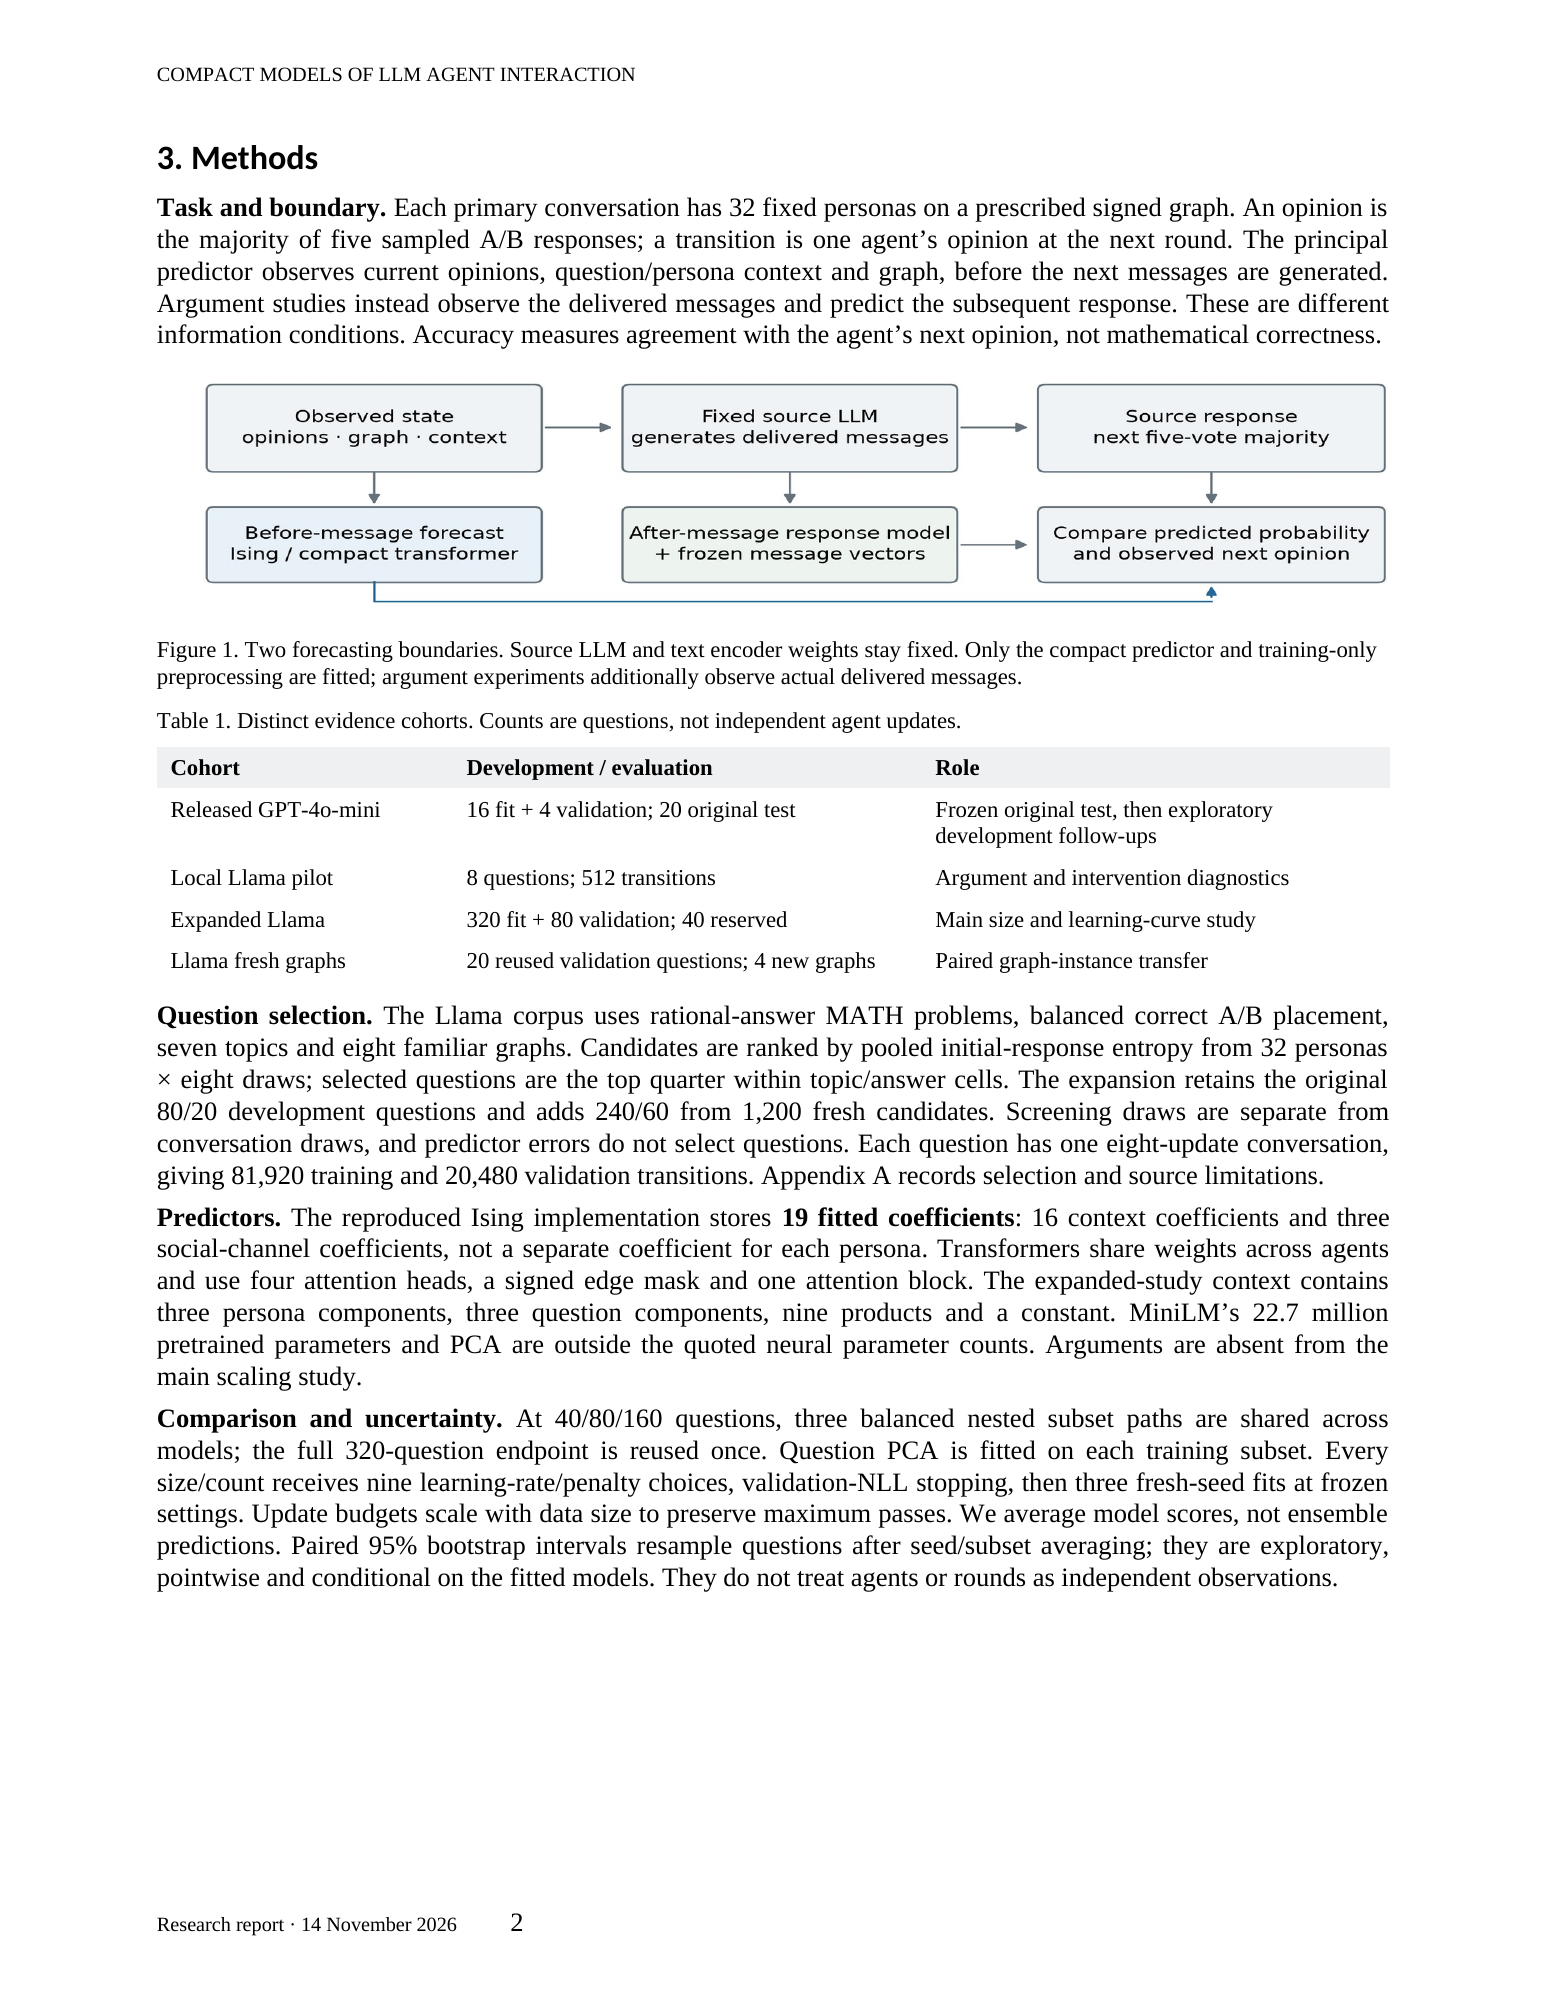 COMPACT MODELS OF LLM AGENT INTERACTION
3. Methods
Task and boundary. Each primary conversation has 32 fixed personas on a prescribed signed graph. An opinion is
the majority of five sampled A/B responses; a transition is one agent’s opinion at the next round. The principal
predictor observes current opinions, question/persona context and graph, before the next messages are generated.
Argument studies instead observe the delivered messages and predict the subsequent response. These are different
information conditions. Accuracy measures agreement with the agent’s next opinion, not mathematical correctness.
Observed state
opinions · graph · context
Fixed source LLM
generates delivered messages
Source response
next five-vote majority
Before-message forecast
Ising / compact transformer
After-message response model
+ frozen message vectors
Compare predicted probability
and observed next opinion
Figure 1. Two forecasting boundaries. Source LLM and text encoder weights stay fixed. Only the compact predictor and training-only
preprocessing are fitted; argument experiments additionally observe actual delivered messages.
Table 1. Distinct evidence cohorts. Counts are questions, not independent agent updates.
Cohort Development / evaluation Role
Released GPT-4o-mini 16 fit + 4 validation; 20 original test Frozen original test, then exploratory
development follow-ups
Local Llama pilot 8 questions; 512 transitions Argument and intervention diagnostics
Expanded Llama 320 fit + 80 validation; 40 reserved Main size and learning-curve study
Llama fresh graphs 20 reused validation questions; 4 new graphs Paired graph-instance transfer
Question selection. The Llama corpus uses rational-answer MATH problems, balanced correct A/B placement,
seven topics and eight familiar graphs. Candidates are ranked by pooled initial-response entropy from 32 personas
× eight draws; selected questions are the top quarter within topic/answer cells. The expansion retains the original
80/20 development questions and adds 240/60 from 1,200 fresh candidates. Screening draws are separate from
conversation draws, and predictor errors do not select questions. Each question has one eight-update conversation,
giving 81,920 training and 20,480 validation transitions. Appendix A records selection and source limitations.
Predictors. The reproduced Ising implementation stores 19 fitted coefficients: 16 context coefficients and three
social-channel coefficients, not a separate coefficient for each persona. Transformers share weights across agents
and use four attention heads, a signed edge mask and one attention block. The expanded-study context contains
three persona components, three question components, nine products and a constant. MiniLM’s 22.7 million
pretrained parameters and PCA are outside the quoted neural parameter counts. Arguments are absent from the
main scaling study.
Comparison and uncertainty. At 40/80/160 questions, three balanced nested subset paths are shared across
models; the full 320-question endpoint is reused once. Question PCA is fitted on each training subset. Every
size/count receives nine learning-rate/penalty choices, validation-NLL stopping, then three fresh-seed fits at frozen
settings. Update budgets scale with data size to preserve maximum passes. We average model scores, not ensemble
predictions. Paired 95% bootstrap intervals resample questions after seed/subset averaging; they are exploratory,
pointwise and conditional on the fitted models. They do not treat agents or rounds as independent observations.
Research report · 14 November 2026 2